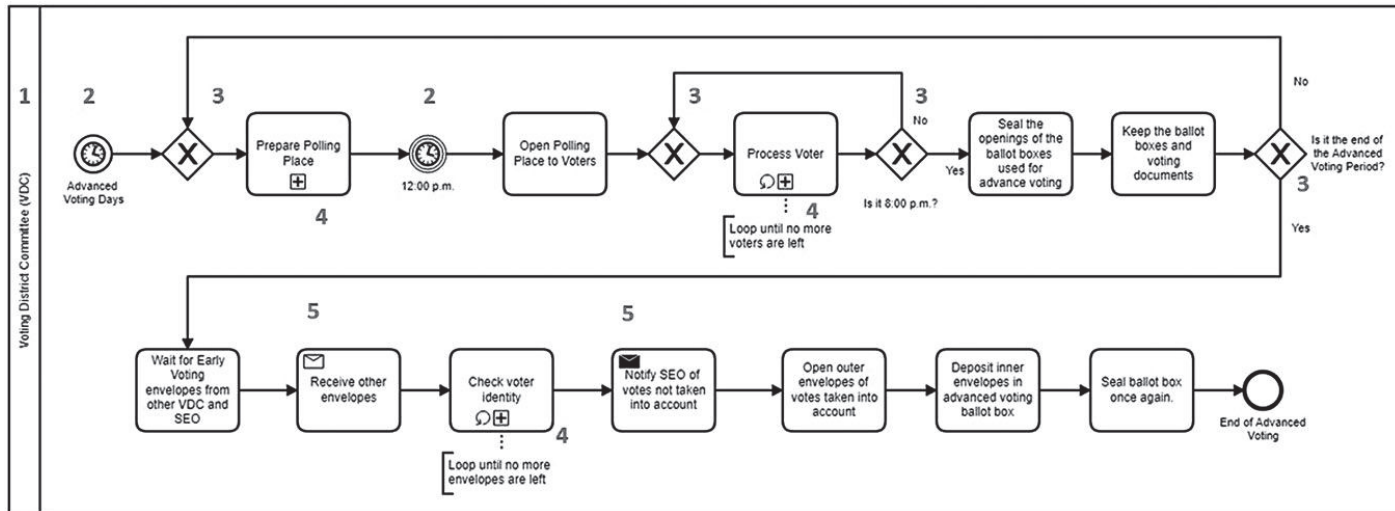 Voting District Committee (VDC)
1
2
Advanced
Voting Days
3
Prepare Polling
Place
4
2
12:00 p.m.
Open Polling
Place to Voters
3
Process Voter
4
Loop until no more
voters are left
3
No
Yes
Is it 8:00 p.m.?
Seal the
openings of the
ballot boxes
used for
advance voting
Keep the ballot
boxes and
voting
documents
No
Is it the end of
the Advanced
Voting Period?
3
Yes
Wait for Early
Voting
envelopes from
other VDC and
SEO
5
Receive other
envelopes
Check voter
identity
4
Loop until no more
envelopes are left
5
Notify SEO of
votes not taken
into account
Open outer
envelopes of
votes taken into
account
Deposit inner
envelopes in
advanced voting
ballot box
Seal ballot box
once again.
End of Advanced
Voting